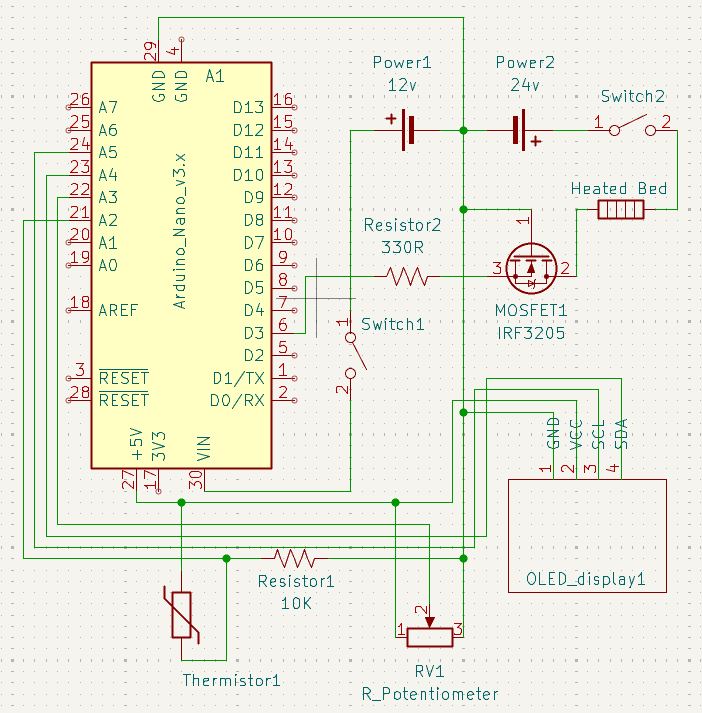 29
4
GND
GND
A1
Power1
12v
Power2
24v
Switch2
+
+
1
2
26 A7
25 A6
24 A5
23 A4
22 A3
21 A2
20 A1
19 A0
18 AREF
3 RESET
28 RESET
Arduino_Nano_v3.x
D13 16
D12 15
D11 14
D10 13
D9 12
D8 11
D7 10
D6 9
D5 8
D4 7
D3 6
D2 5
D1/TX 1
D0/RX 2
+5V
3V3
VIN
27
17
30
Heated Bed
Resistor2
330R
1
3
2
MOSFET1
IRF3205
1
Switch1
2
GND
VCC
SCL
SDA
1
2
3
4
OLED_display1
Resistor1
10K
Thermistor1
2
1
3
RV1
R_Potentiometer